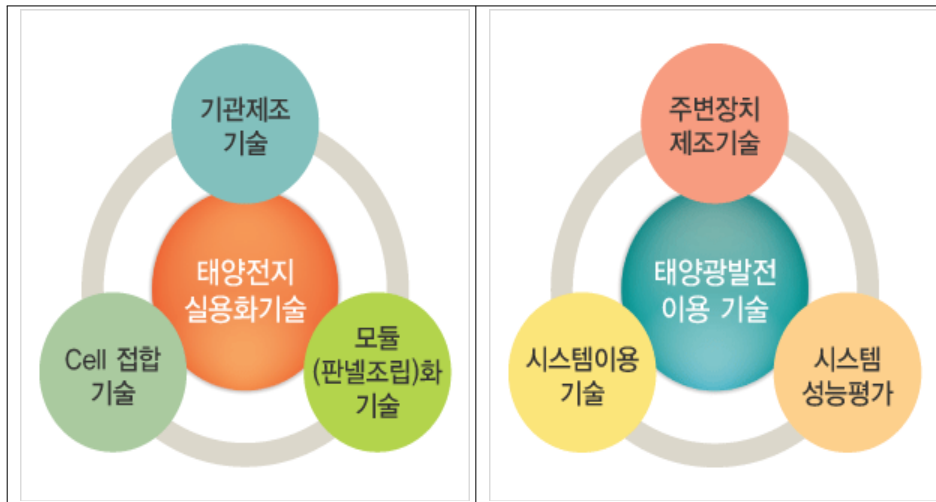 기관제조
기술
태양전지
실용화기술
Cell 접합
기술
모듈
(판넬조립)화
기술
주변장치
제조기술
태양광발전
이용 기술
시스템이용
기술
시스템
성능평가